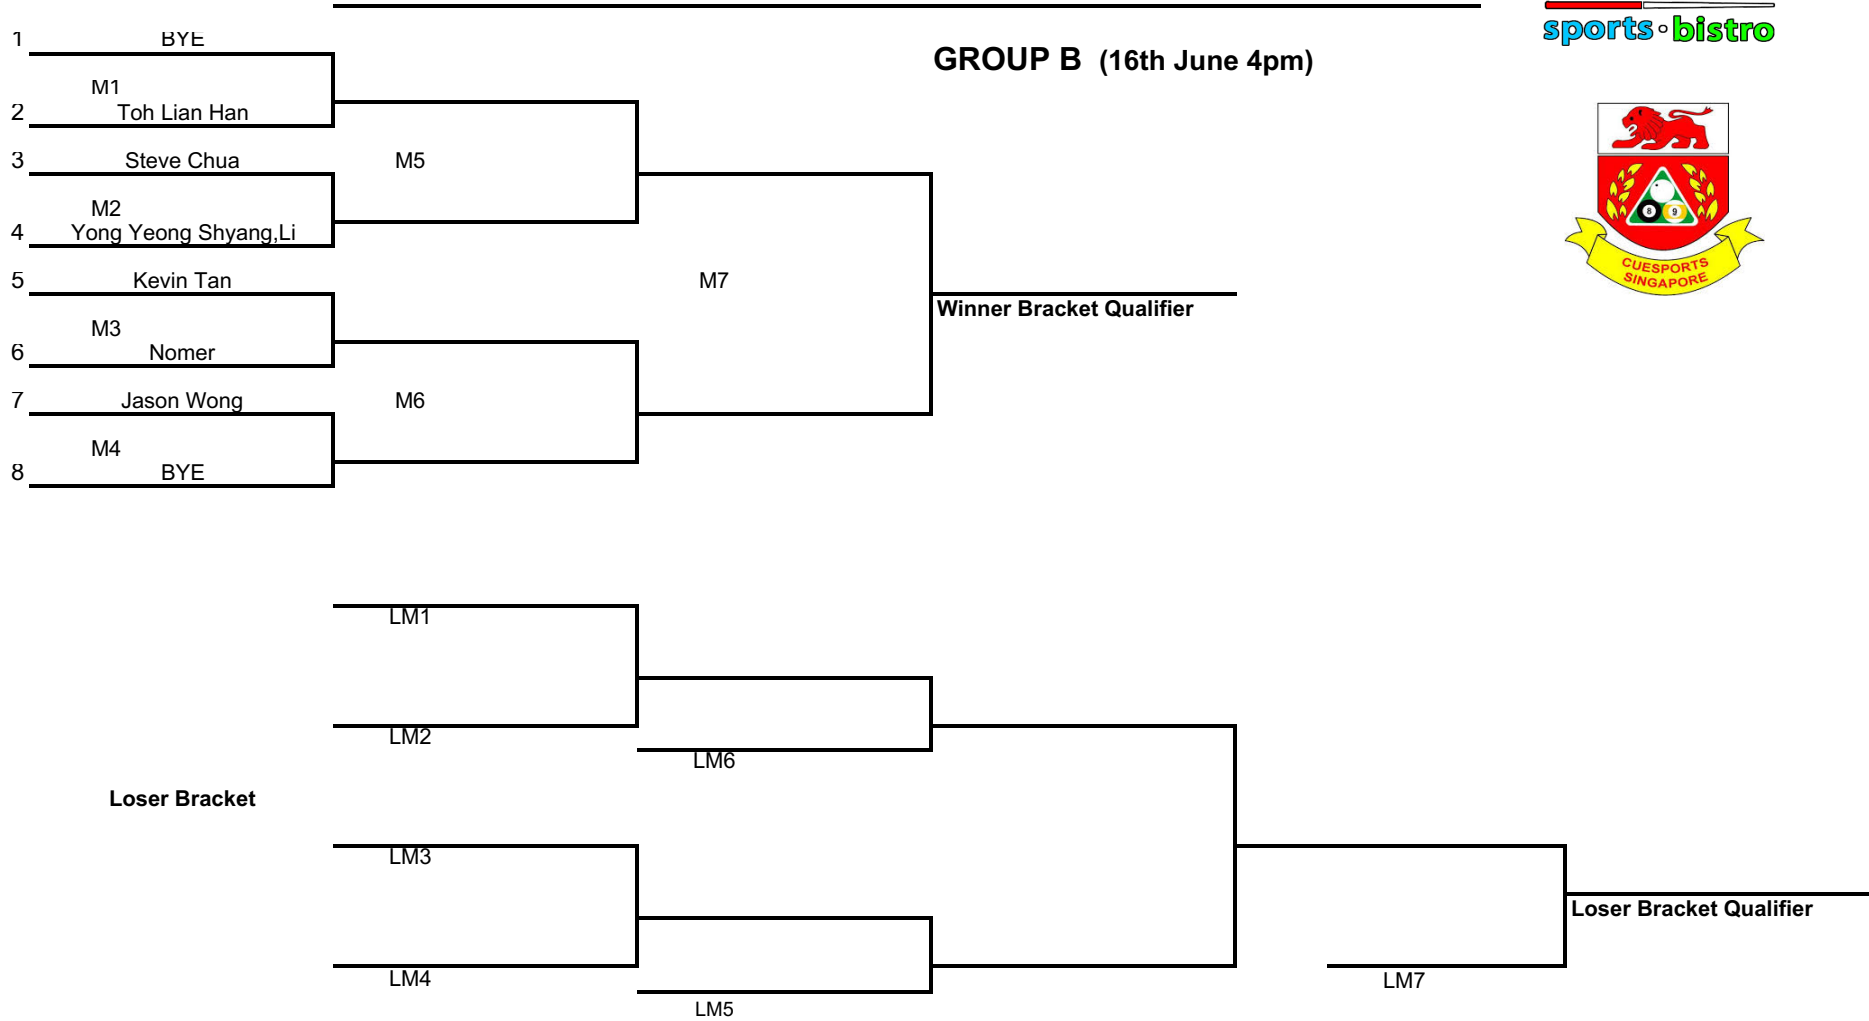 sports bistro
GROUP B (16th June 4pm)
1 BYE
M1
2 Toh Lian Han
3 Steve Chua
M5
M2
4 Yong Yeong Shyang,Li
5 Kevin Tan
M7
Winner Bracket Qualifier
M3
6 Nomer
7 Jason Wong
M6
M4
8 BYE
8 9
CUESPORTS
SINGAPORE
LM1
LM2
LM6
Loser Bracket
LM3
Loser Bracket Qualifier
LM4
LM7
LM5